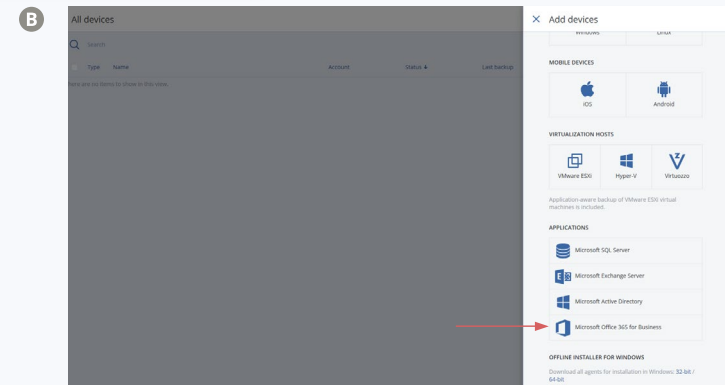 B
All devices
Search
Type Name Account Status Last backup
There are no items to show in this view.
Add devices
Windows Linux
MOBILE DEVICES
iOS Android
VIRTUALIZATION HOSTS
VMware ESXi Hyper-V Virtuozzo
Application-aware backup of VMware ESXi virtual
machines is included.
APPLICATIONS
Microsoft SQL Server
Microsoft Exchange Server
Microsoft Active Directory
Microsoft Office 365 for Business
OFFLINE INSTALLER FOR WINDOWS
Download all agents for installation in Windows: 32-bit /
64-bit